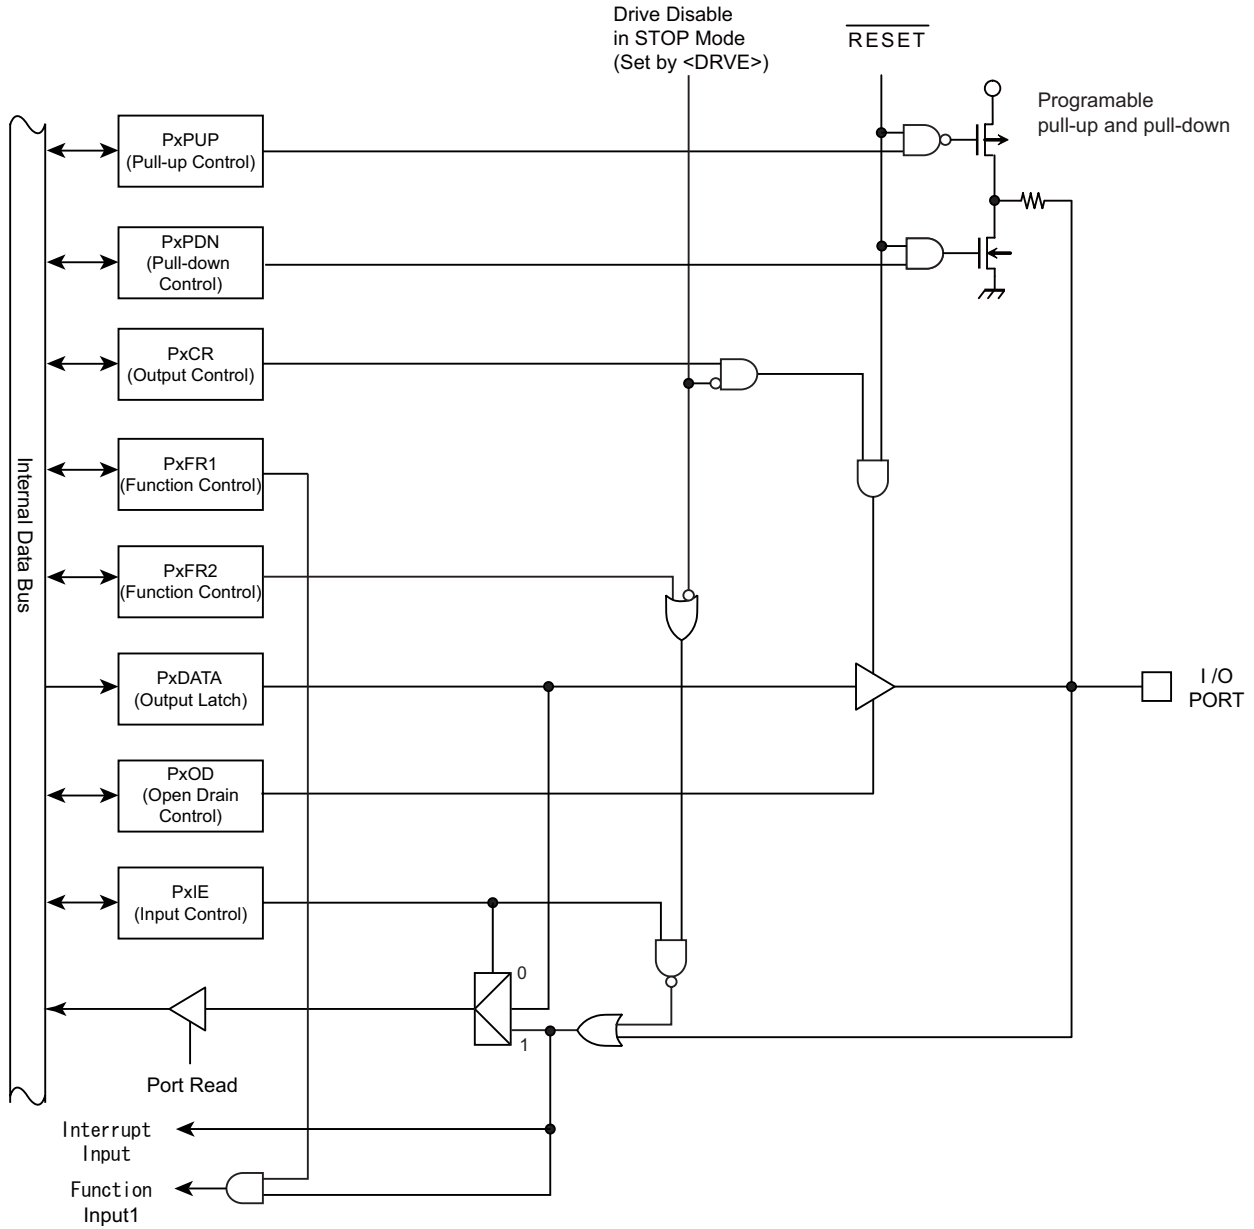 Drive Disable
in STOP Mode
(Set by <DRVE>)
RESET
Programable
pull-up and pull-down
PxPUP
(Pull-up Control)
PxPDN
(Pull-down
Control)
PxCR
(Output Control)
PxFR1
(Function Control)
Internal Data Bus
PxFR2
(Function Control)
PxDATA
(Output Latch)
I /O
PORT
PxOD
(Open Drain
Control)
PxIE
(Input Control)
0
1
Port Read
Interrupt
Input
Function
Input1